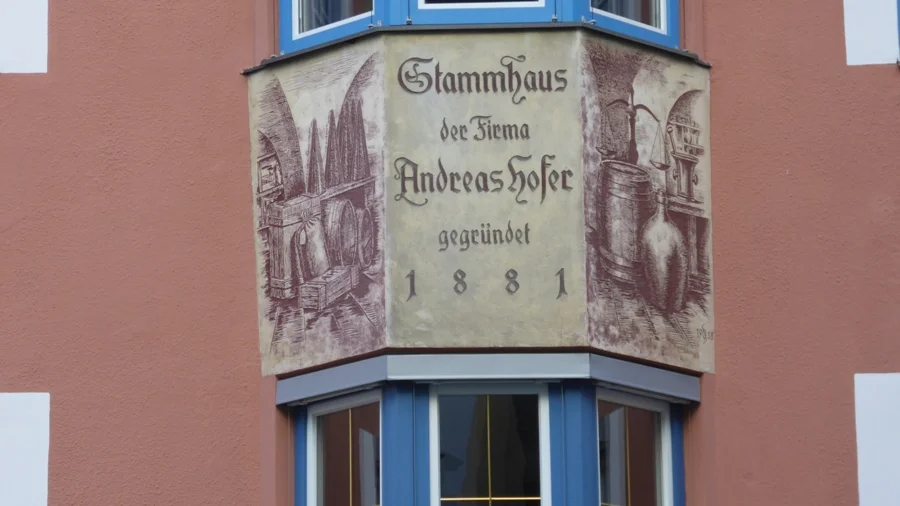 Stammhaus
der Firma
Andreas Hofer
gegründet
1881